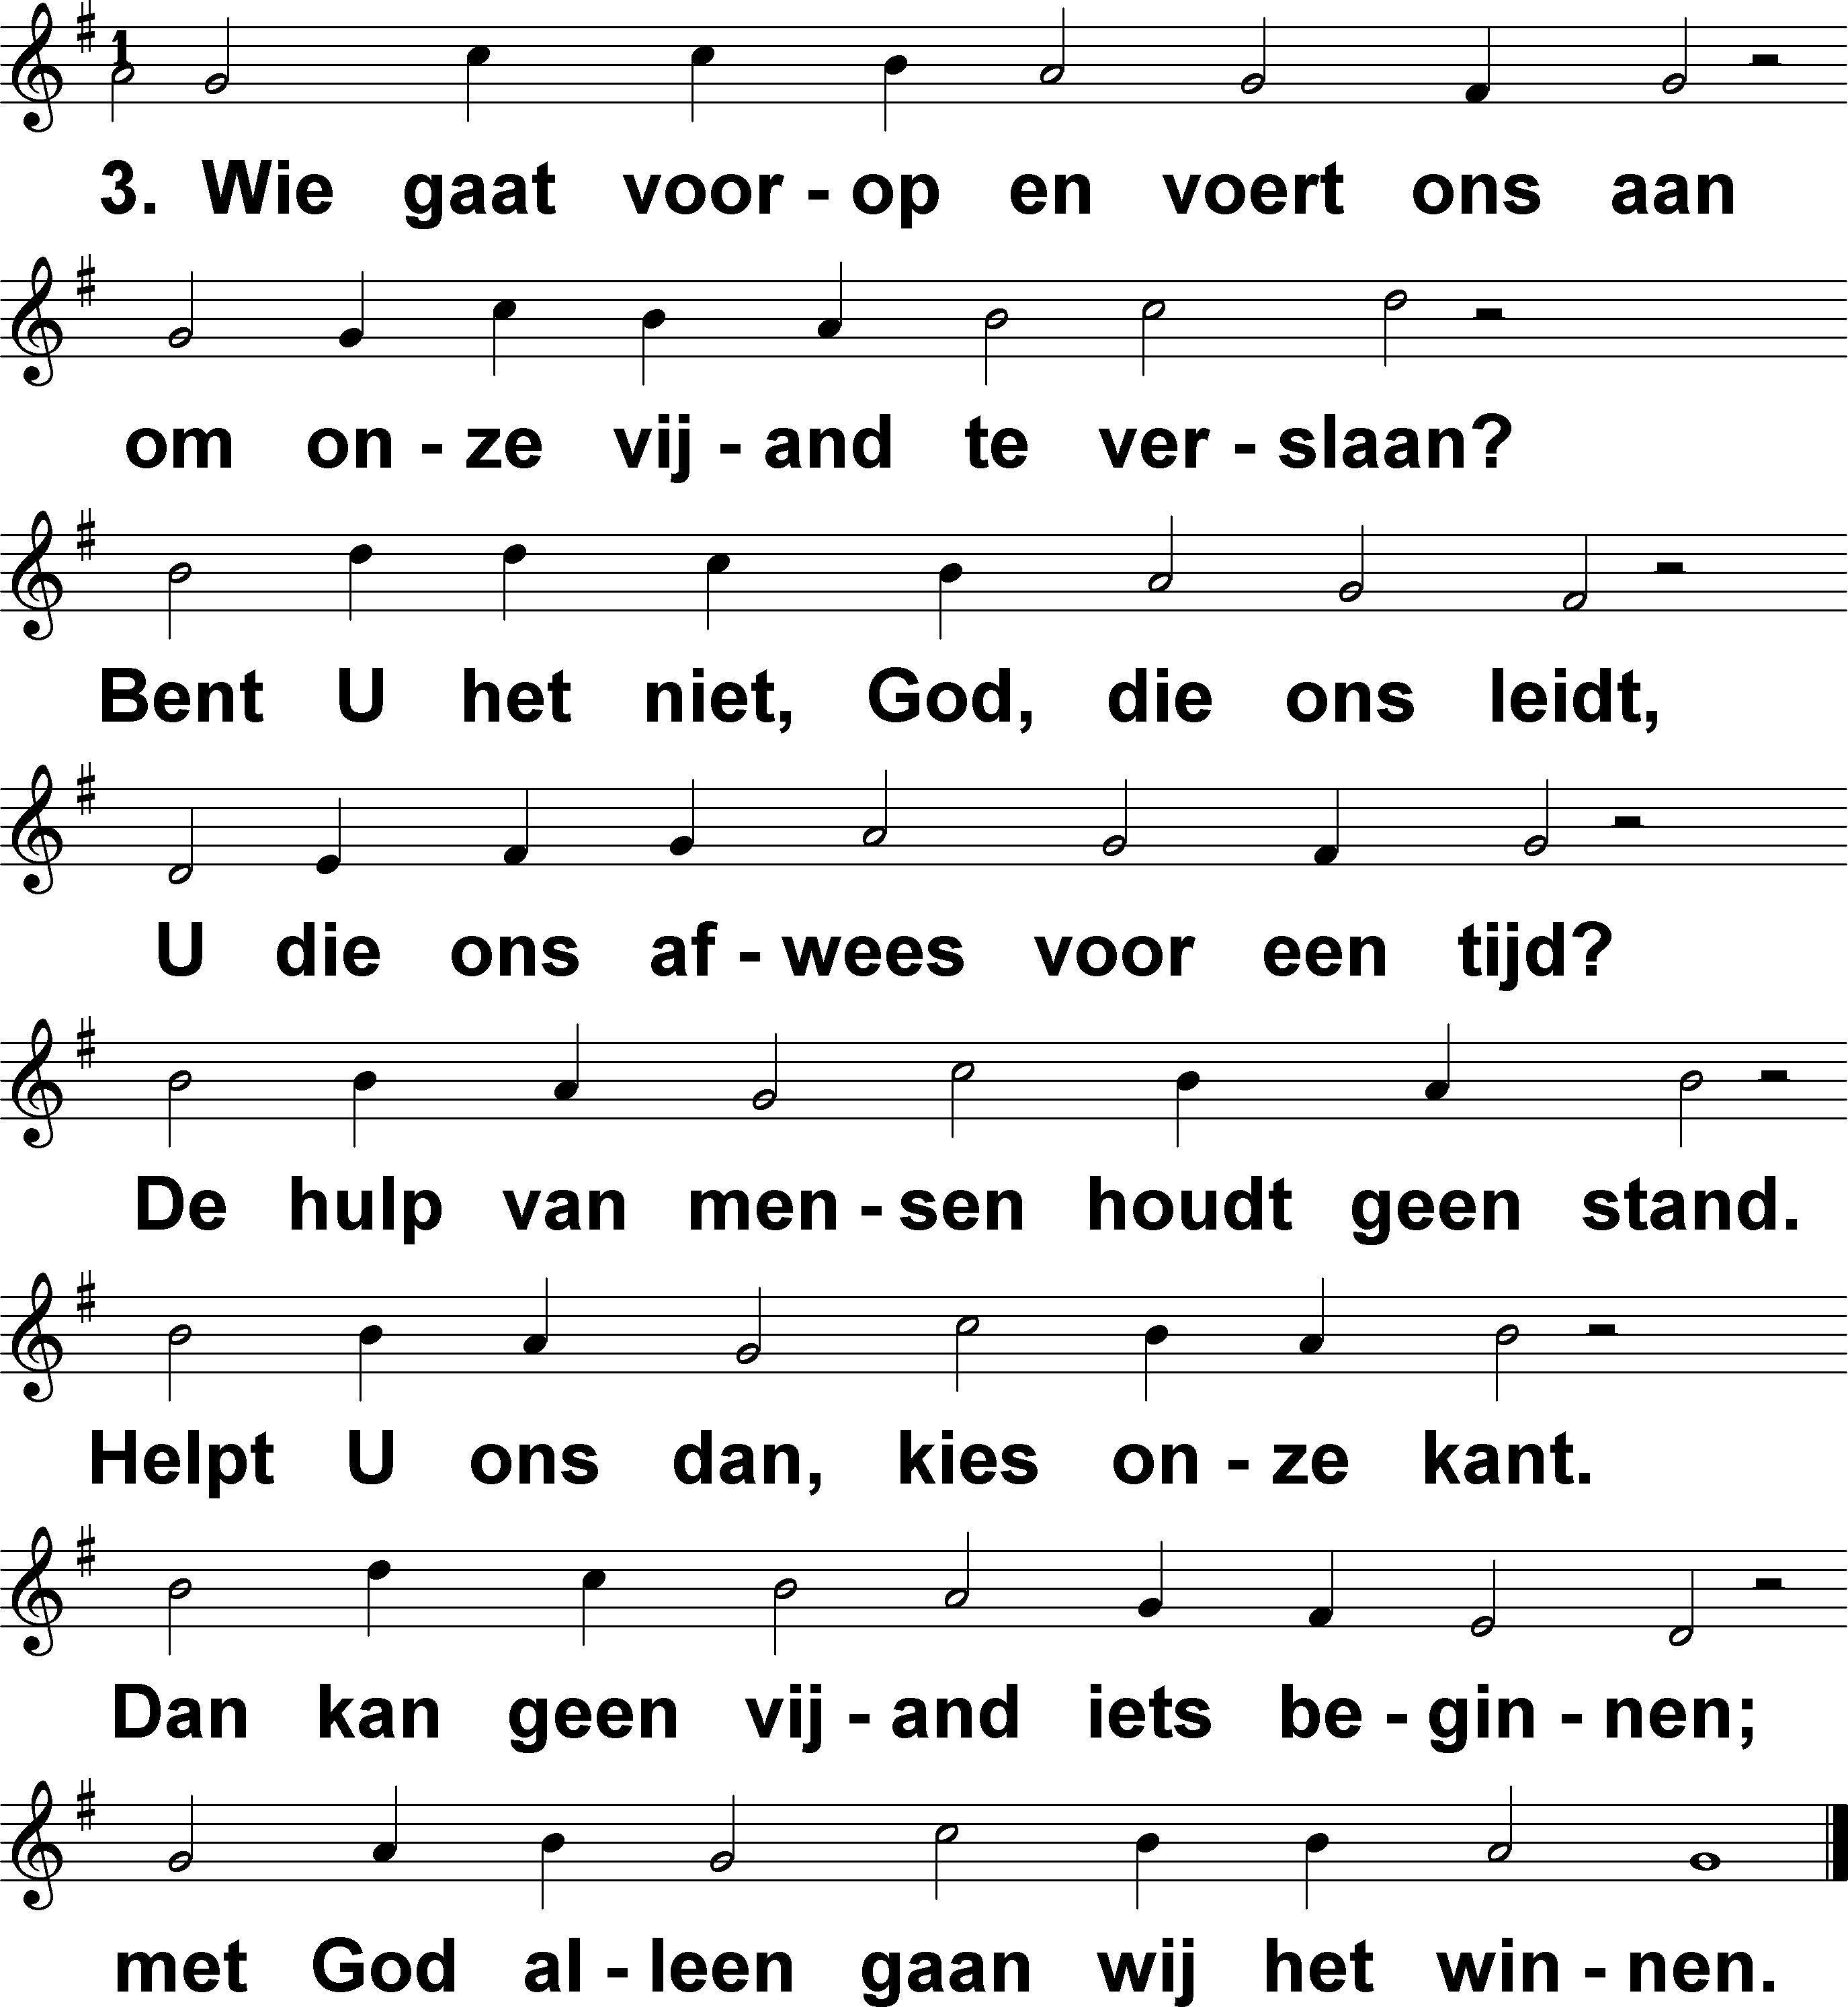 1
3. Wie gaat voor - op en voert ons aan
om on - ze vij - and te ver - slaan?
Bent U het niet, God, die ons leidt,
U die ons af - wees voor een tijd?
De hulp van men - sen houdt geen stand.
Helpt U ons dan, kies on - ze kant.
Dan kan geen vij - and iets be - gin - nen;
met God al - leen gaan wij het win - nen.